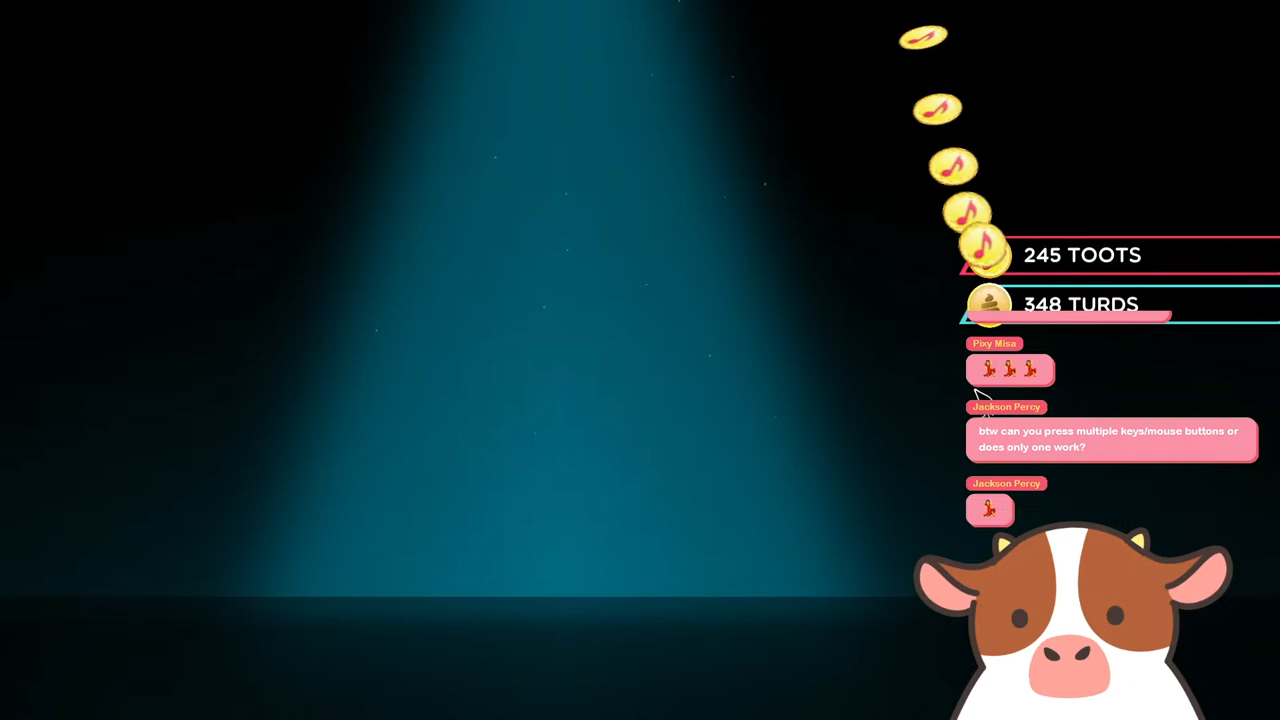 245 TOOTS
348 TURDS
Pixy Misa
Jackson Percy
btw can you press multiple keys/mouse buttons or
does only one work?
Jackson Percy